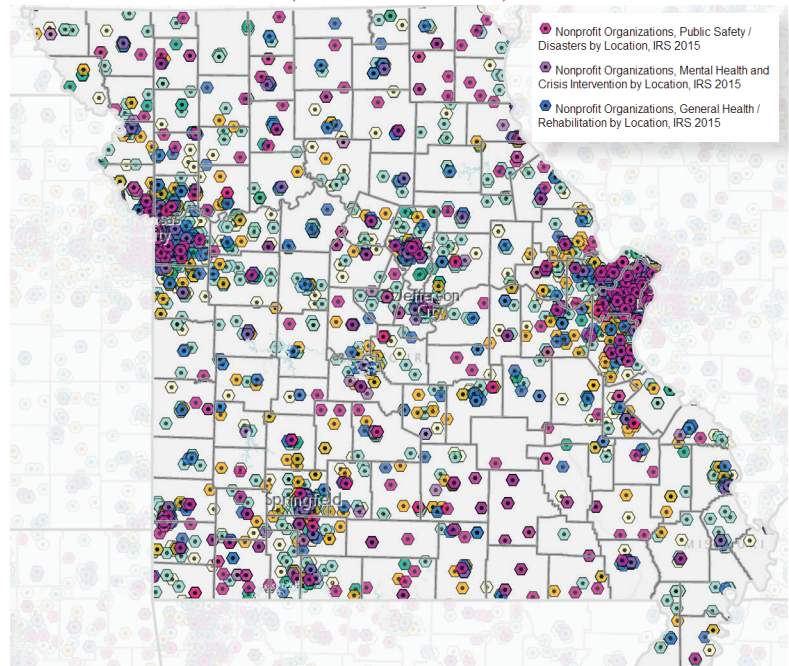 Nonprofit Organizations, Public Safety /
Disasters by Location, IRS 2015
Nonprofit Organizations, Mental Health and
Crisis Intervention by Location, IRS 2015
Nonprofit Organizations, General Health /
Rehabilitation by Location, IRS 2015
Jefferson
City
Springfield